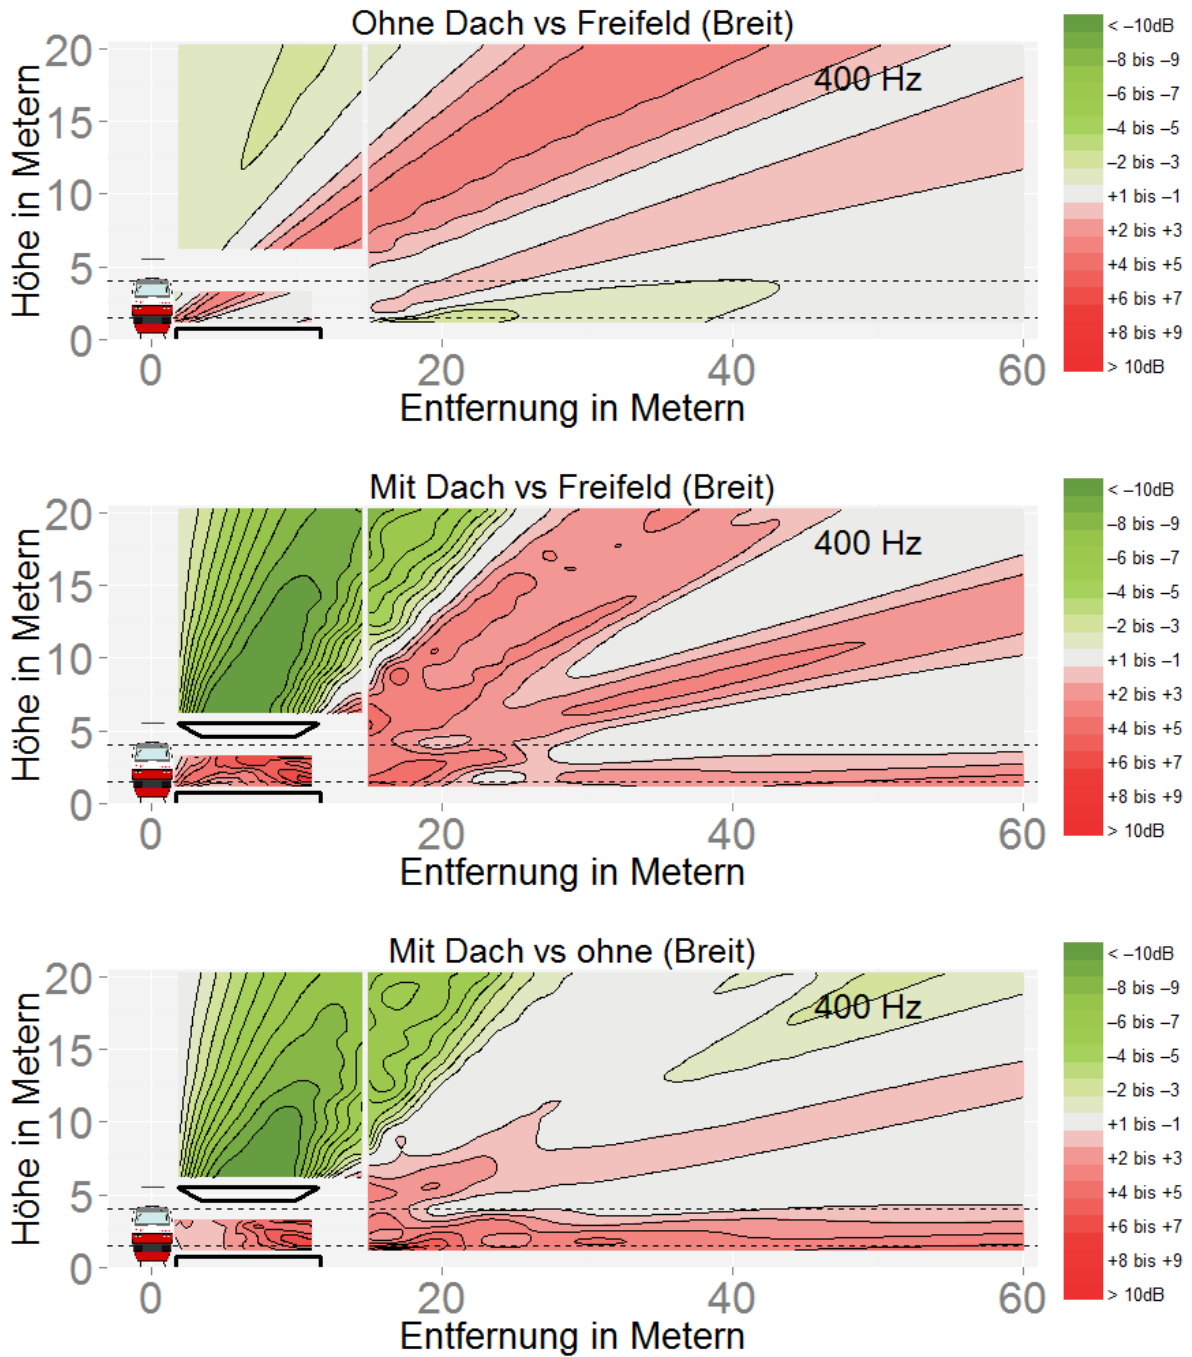 Ohne Dach vs Freifeld (Breit)
400 Hz
Höhe in Metern
20
15
10
5
0
0 20 40 60
Entfernung in Metern
< –10dB
–8 bis –9
–6 bis –7
–4 bis –5
–2 bis –3
+1 bis –1
+2 bis +3
+4 bis +5
+6 bis +7
+8 bis +9
> 10dB
Mit Dach vs Freifeld (Breit)
400 Hz
Höhe in Metern
20
15
10
5
0
0 20 40 60
Entfernung in Metern
< –10dB
–8 bis –9
–6 bis –7
–4 bis –5
–2 bis –3
+1 bis –1
+2 bis +3
+4 bis +5
+6 bis +7
+8 bis +9
> 10dB
Mit Dach vs ohne (Breit)
400 Hz
Höhe in Metern
20
15
10
5
0
0 20 40 60
Entfernung in Metern
< –10dB
–8 bis –9
–6 bis –7
–4 bis –5
–2 bis –3
+1 bis –1
+2 bis +3
+4 bis +5
+6 bis +7
+8 bis +9
> 10dB